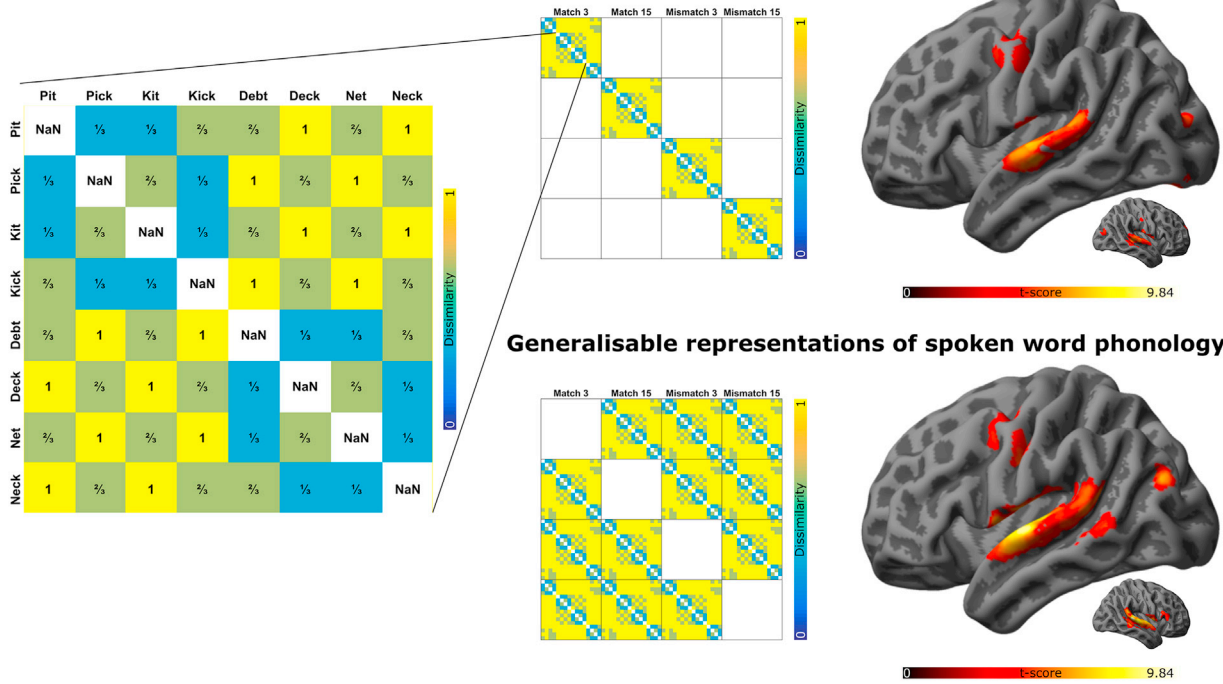 Pit Pick Kit Kick Debt Deck Net Neck
Pit NaN ⅓ ⅓ ⅔ ⅔ 1 ⅔ 1
Pick ⅓ NaN ⅔ ⅓ 1 ⅔ 1 ⅔
Kit ⅓ ⅔ NaN ⅓ ⅔ 1 ⅔ 1
Kick ⅔ ⅓ ⅓ NaN 1 ⅔ 1 ⅔
Debt ⅔ 1 ⅔ 1 NaN ⅓ ⅓ ⅔
Deck 1 ⅔ 1 ⅔ ⅓ NaN ⅔ ⅓
Net ⅔ 1 ⅔ 1 ⅓ ⅔ NaN ⅓
Neck 1 ⅔ 1 ⅔ ⅔ ⅓ ⅓ NaN
0 Dissimilarity 1
Match 3 Match 15 Mismatch 3 Mismatch 15
0 Dissimilarity 1
0 t-score 9.84
Generalisable representations of spoken word phonology
Match 3 Match 15 Mismatch 3 Mismatch 15
0 Dissimilarity 1
0 t-score 9.84